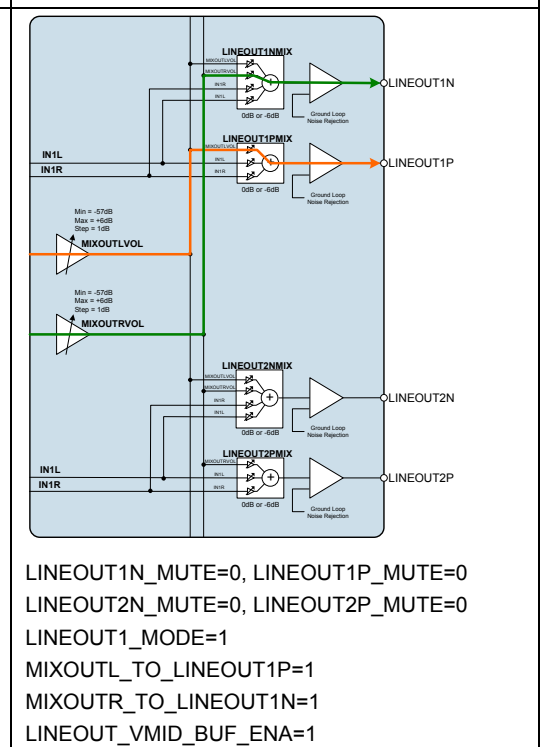 LINEOUT1NMIX
MIXOUTLVOL
MIXOUTRVOL
IN1R
IN1L
0dB or -6dB
Ground Loop
Noise Rejection
LINEOUT1N
LINEOUT1PMIX
MIXOUTLVOL
IN1L
IN1R
0dB or -6dB
Ground Loop
Noise Rejection
LINEOUT1P
IN1L
IN1R
Min = -57dB
Max = +6dB
Step = 1dB
MIXOUTLVOL
Min = -57dB
Max = +6dB
Step = 1dB
MIXOUTRVOL
LINEOUT2NMIX
MIXOUTLVOL
MIXOUTRVOL
IN1R
IN1L
0dB or -6dB
Ground Loop
Noise Rejection
LINEOUT2N
LINEOUT2PMIX
MIXOUTRVOL
IN1L
IN1R
0dB or -6dB
Ground Loop
Noise Rejection
LINEOUT2P
IN1L
IN1R
LINEOUT1N_MUTE=0, LINEOUT1P_MUTE=0
LINEOUT2N_MUTE=0, LINEOUT2P_MUTE=0
LINEOUT1_MODE=1
MIXOUTL_TO_LINEOUT1P=1
MIXOUTR_TO_LINEOUT1N=1
LINEOUT_VMID_BUF_ENA=1